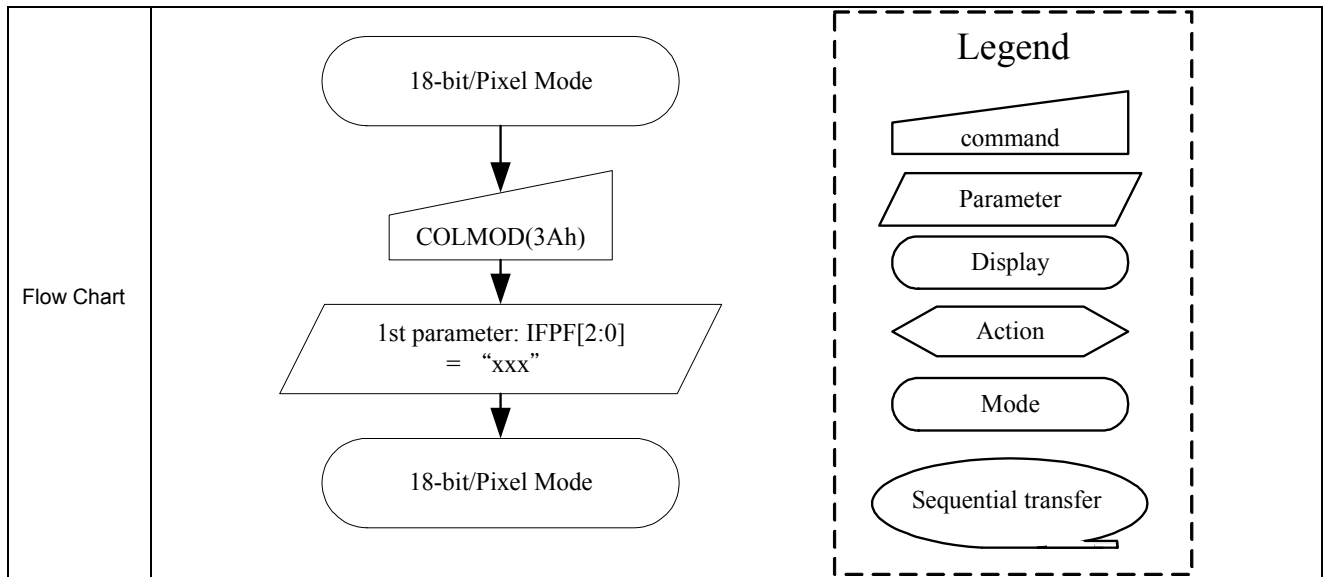 Flow Chart
18-bit/Pixel Mode
COLMOD(3Ah)
1st parameter: IFPF[2:0]
= “xxx”
18-bit/Pixel Mode
Legend
command
Parameter
Display
Action
Mode
Sequential transfer